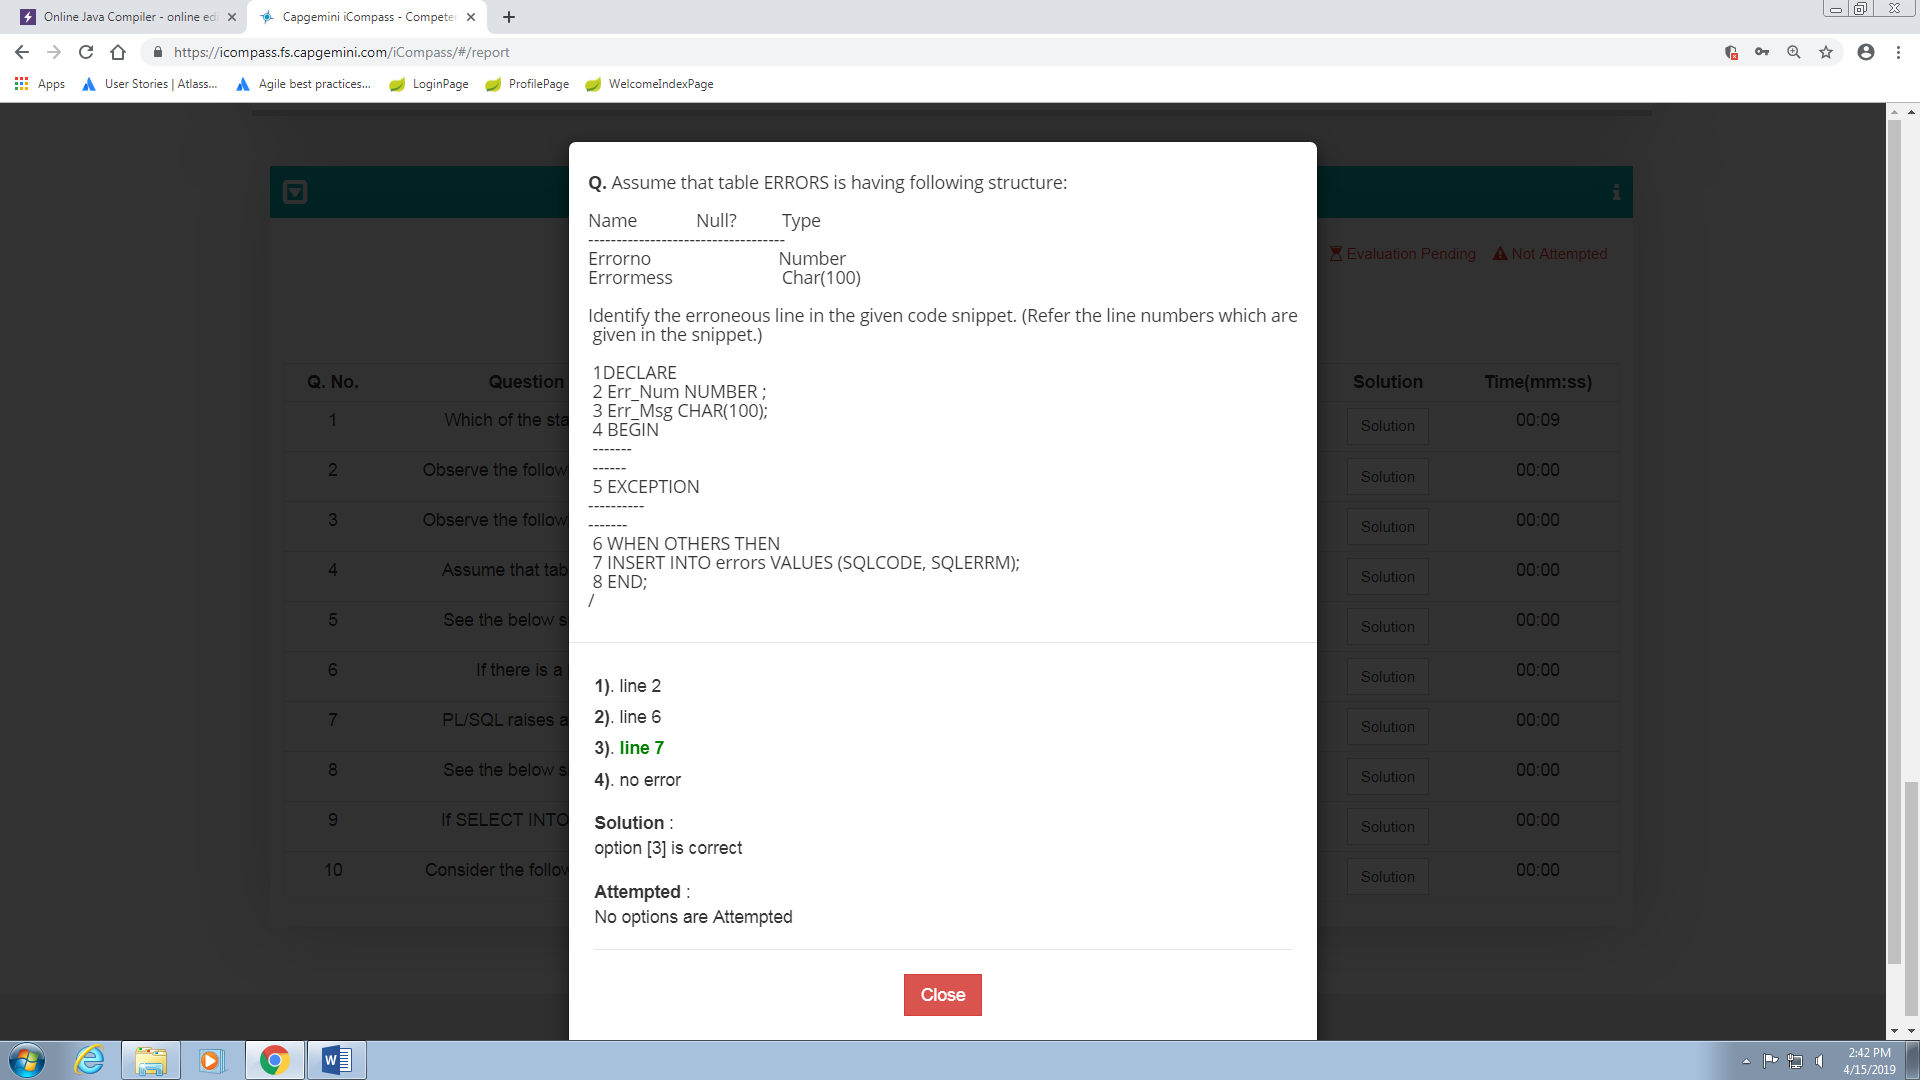 Online Java Compiler - online ed
Capgemini iCompass - Competen
https://icompass.fs.capgemini.com/iCompass/#/report
Apps
User Stories | Atlass...
Agile best practices...
LoginPage
ProfilePage
WelcomeIndexPage
Q. Assume that table ERRORS is having following structure:
Name Null? Type
-----------------------------------
Errorno Number
Errormess Char(100)
Identify the erroneous line in the given code snippet. (Refer the line numbers which are
given in the snippet.)
1DECLARE
2 Err_Num NUMBER ;
3 Err_Msg CHAR(100);
4 BEGIN
-------
------
5 EXCEPTION
----------
-------
6 WHEN OTHERS THEN
7 INSERT INTO errors VALUES (SQLCODE, SQLERRM);
8 END;
/
1). line 2
2). line 6
3). line 7
4). no error
Solution :
option [3] is correct
Attempted :
No options are Attempted
Close
Evaluation Pending Not Attempted
Q. No. Question Solution Time(mm:ss)
1 Which of the sta Solution 00:09
2 Observe the follow Solution 00:00
3 Observe the follow Solution 00:00
4 Assume that tab Solution 00:00
5 See the below s Solution 00:00
6 If there is a Solution 00:00
7 PL/SQL raises a Solution 00:00
8 See the below s Solution 00:00
9 If SELECT INTO Solution 00:00
10 Consider the follow Solution 00:00
2:42 PM
4/15/2019